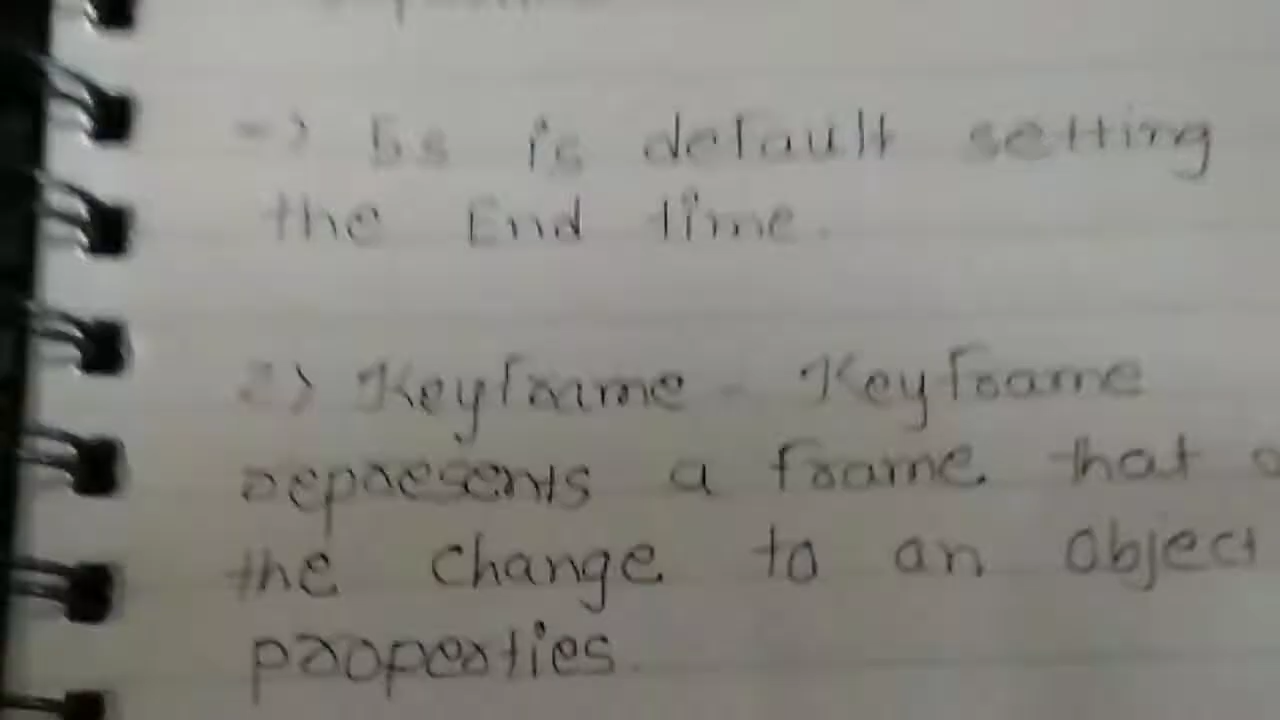 -> 5s is default setting
the End time.
2) Keyframe - Keyframe
represents a frame that
the change to an object
properties.